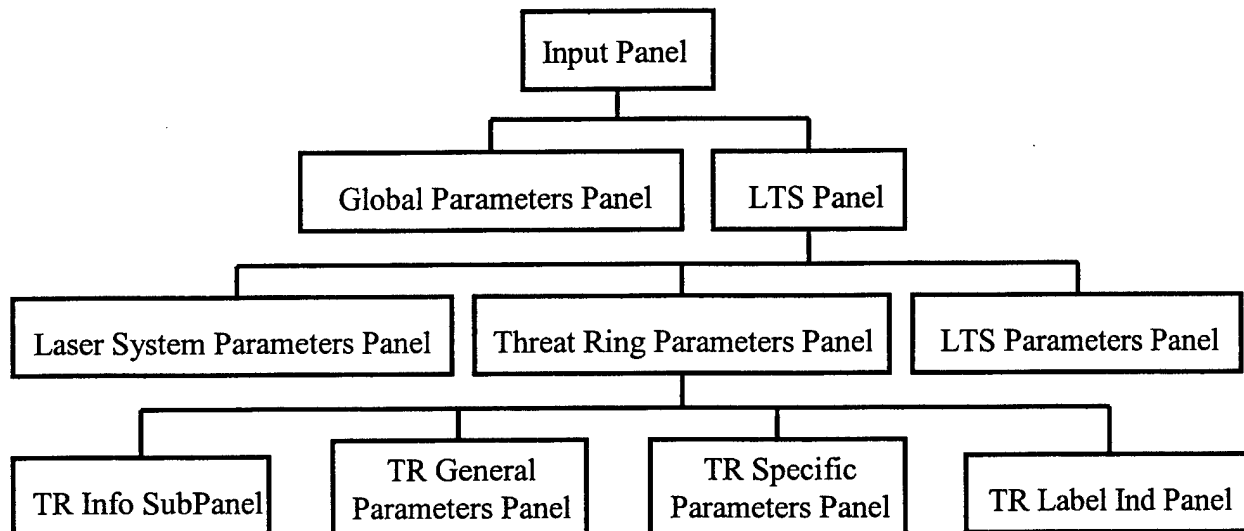 Input Panel
Global Parameters Panel
LTS Panel
Laser System Parameters Panel
Threat Ring Parameters Panel
LTS Parameters Panel
TR Info SubPanel
TR General
Parameters Panel
TR Specific
Parameters Panel
TR Label Ind Panel